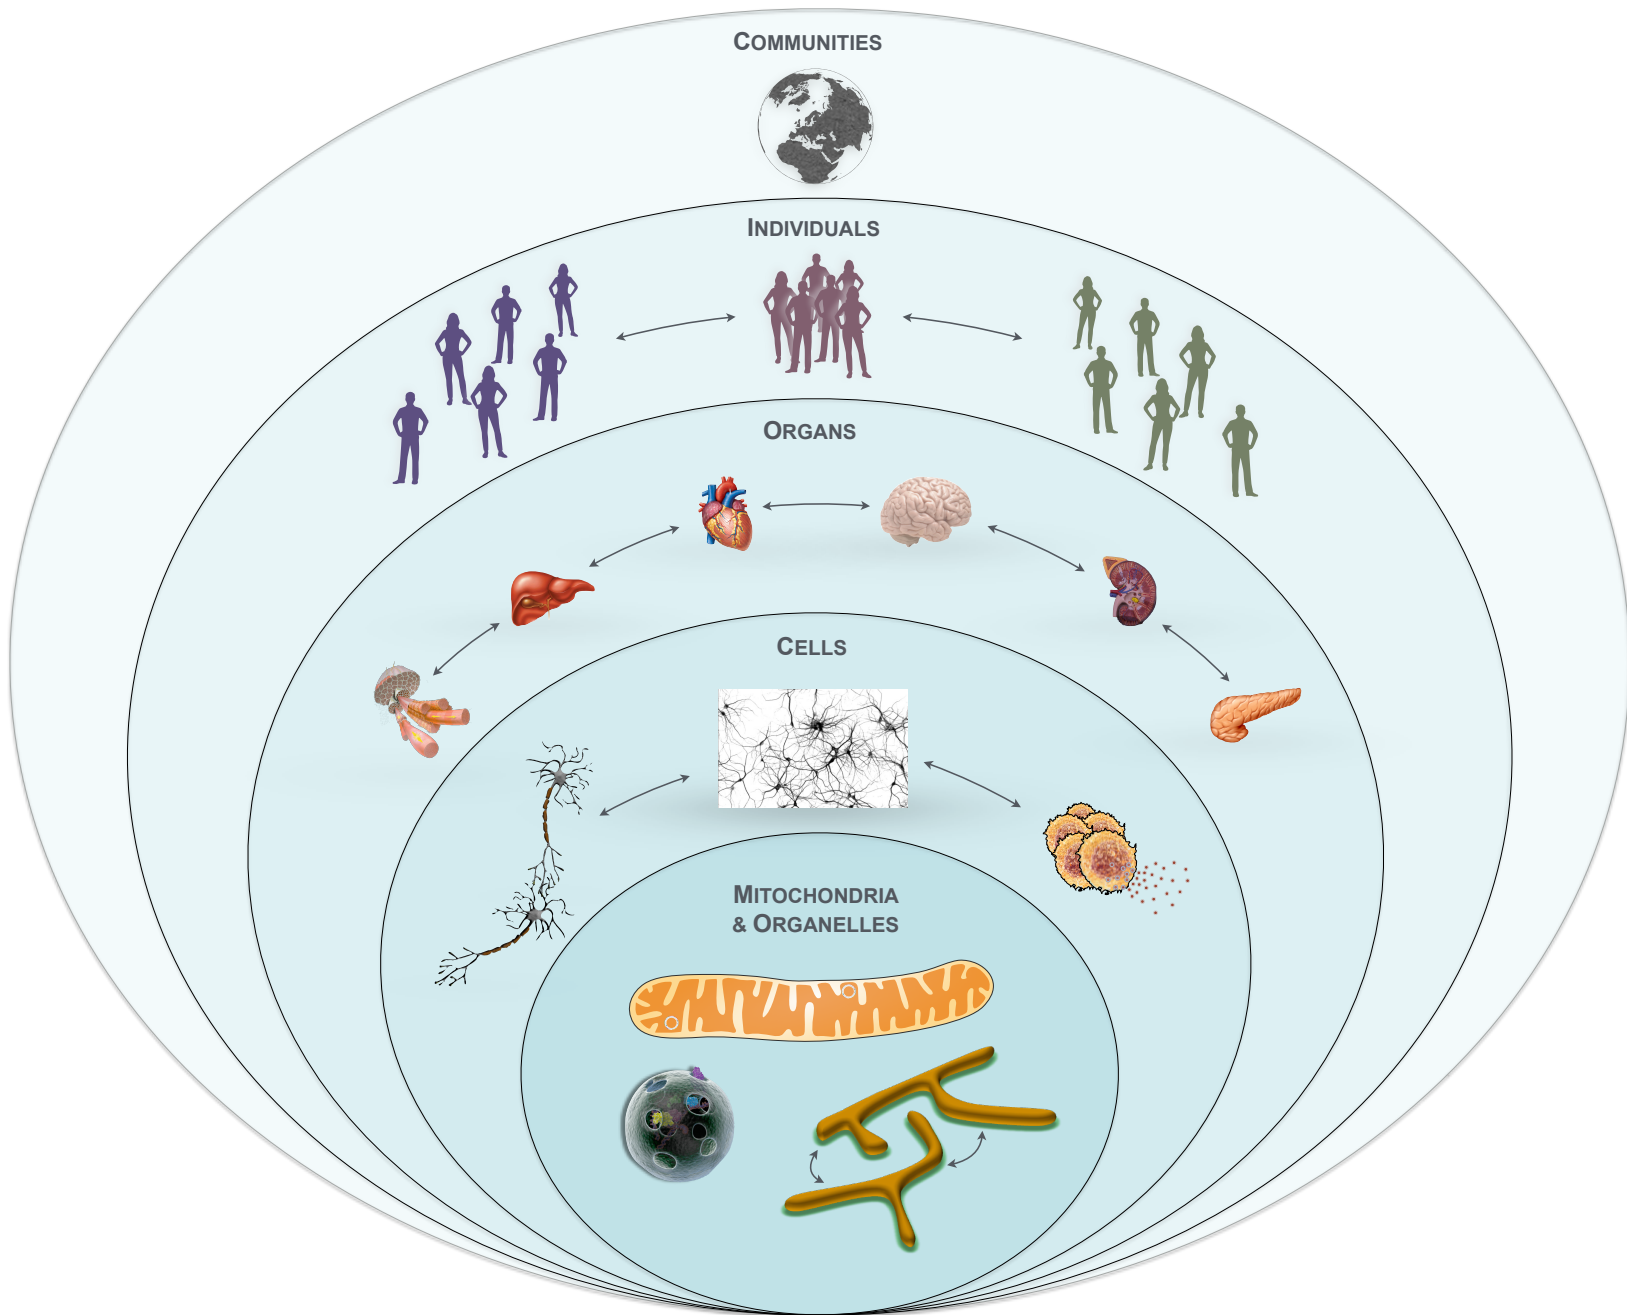 COMMUNITIES
INDIVIDUALS
ORGANS
CELLS
MITOCHONDRIA
& ORGANELLES